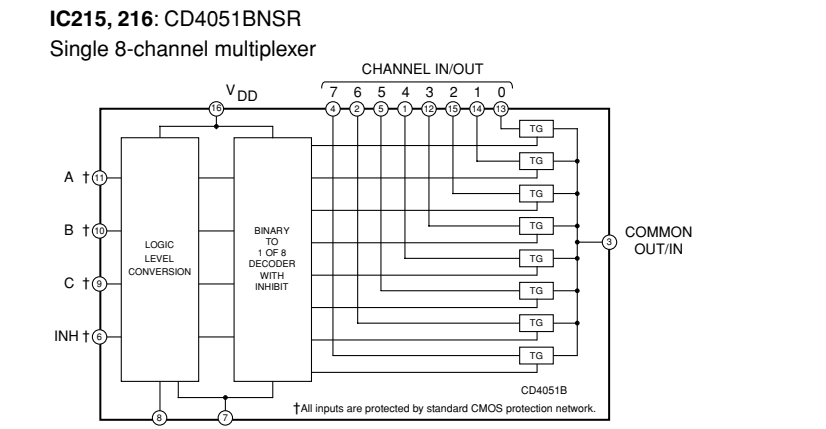 IC215, 216: CD4051BNSR
Single 8-channel multiplexer
CHANNEL IN/OUT
VDD
7 6 5 4 3 2 1 0
16 4 2 5 1 12 15 14 13
TG
TG
TG
TG
TG
TG
TG
TG
A † 11
B † 10
C † 9
INH † 6
LOGIC
LEVEL
CONVERSION
BINARY
TO
1 OF 8
DECODER
WITH
INHIBIT
3
COMMON
OUT/IN
CD4051B
†All inputs are protected by standard CMOS protection network.
8 7